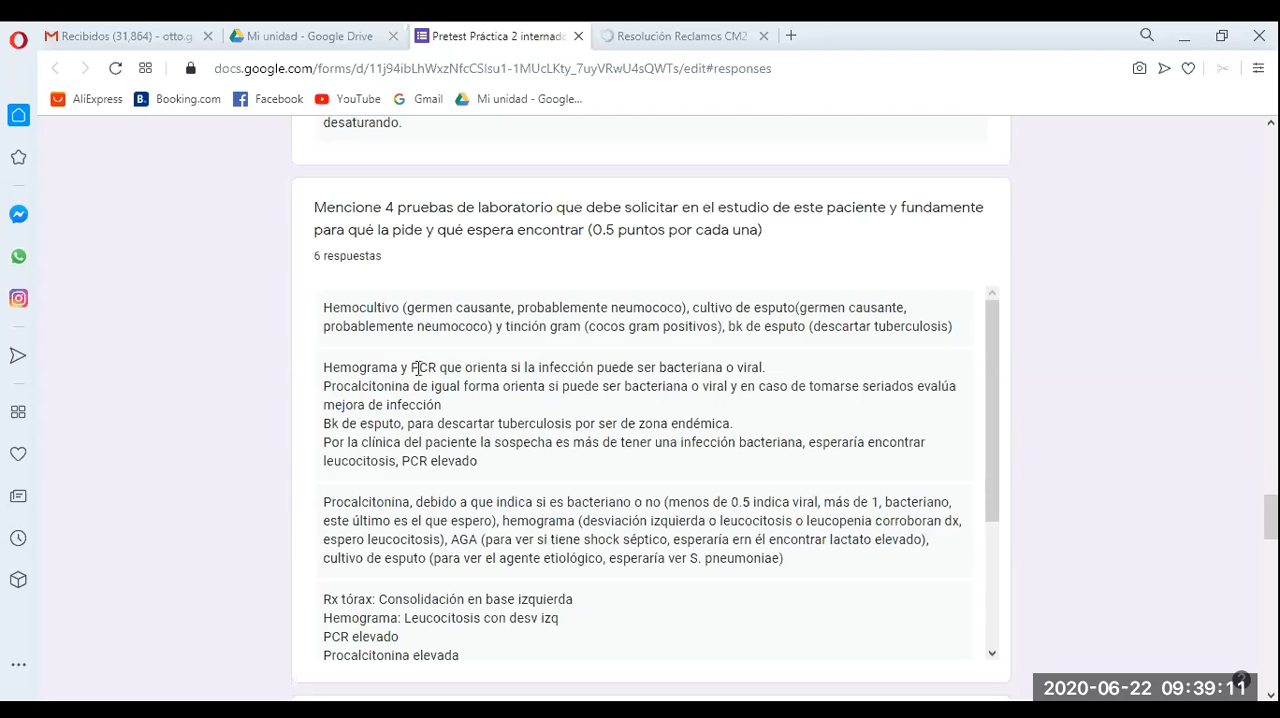 Recibidos (31,864) - otto.g
Mi unidad - Google Drive
Pretest Práctica 2 internado
Resolución Reclamos CM2
docs.google.com/forms/d/11j94ibLhWxzNfcCSlsu1-1MUcLKty_7uyVRwU4sQWTs/edit#responses
AliExpress
Booking.com
Facebook
YouTube
Gmail
Mi unidad - Google...
desaturando.
Mencione 4 pruebas de laboratorio que debe solicitar en el estudio de este paciente y fundamente
para qué la pide y qué espera encontrar (0.5 puntos por cada una)
6 respuestas
Hemocultivo (germen causante, probablemente neumococo), cultivo de esputo(germen causante,
probablemente neumococo) y tinción gram (cocos gram positivos), bk de esputo (descartar tuberculosis)
Hemograma y PCR que orienta si la infección puede ser bacteriana o viral.
Procalcitonina de igual forma orienta si puede ser bacteriana o viral y en caso de tomarse seriados evalúa
mejora de infección
Bk de esputo, para descartar tuberculosis por ser de zona endémica.
Por la clínica del paciente la sospecha es más de tener una infección bacteriana, esperaría encontrar
leucocitosis, PCR elevado
Procalcitonina, debido a que indica si es bacteriano o no (menos de 0.5 indica viral, más de 1, bacteriano,
este último es el que espero), hemograma (desviación izquierda o leucocitosis o leucopenia corroboran dx,
espero leucocitosis), AGA (para ver si tiene shock séptico, esperaría ern él encontrar lactato elevado),
cultivo de esputo (para ver el agente etiológico, esperaría ver S. pneumoniae)
Rx tórax: Consolidación en base izquierda
Hemograma: Leucocitosis con desv izq
PCR elevado
Procalcitonina elevada
2020-06-22 09:39:11